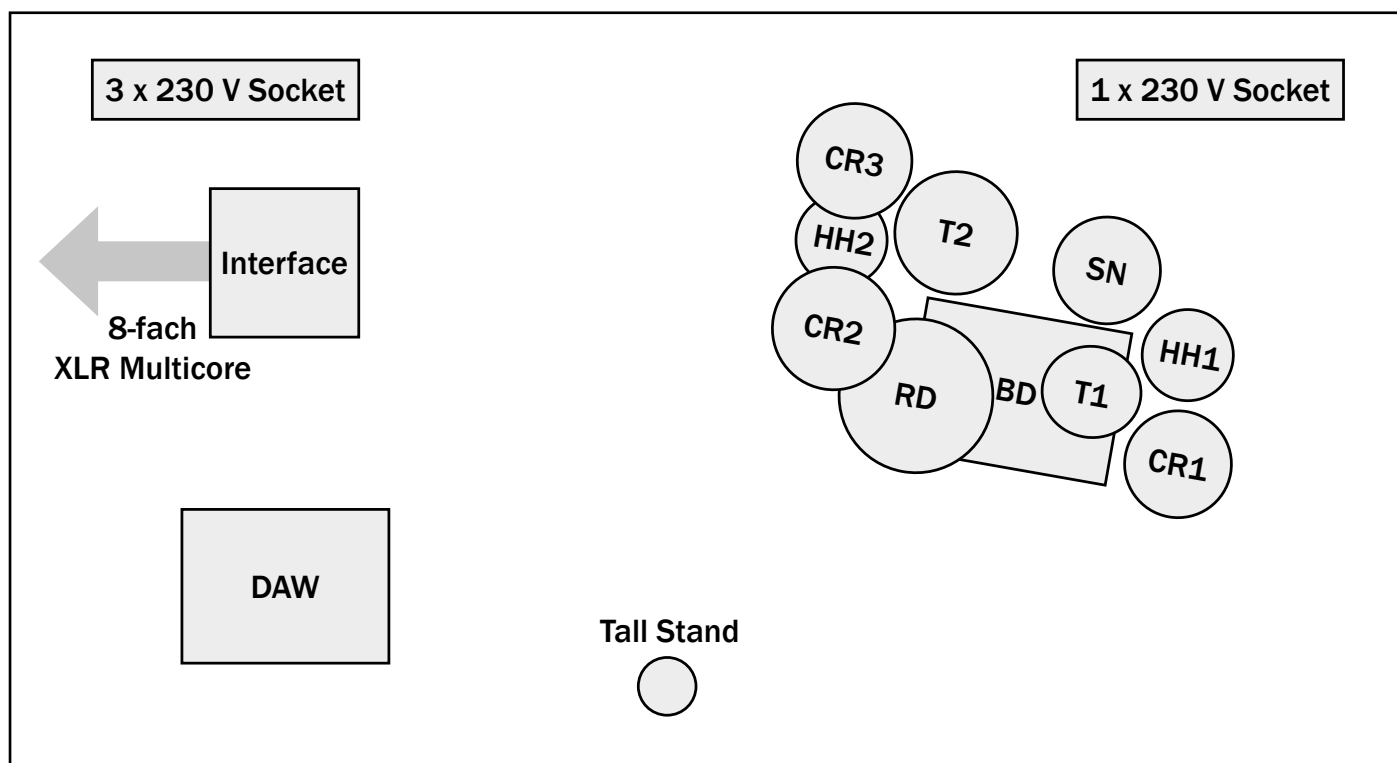 3 x 230 V Socket
1 x 230 V Socket
CR3
T2
HH2
SN
Interface
CR2
HH1
8-fach
XLR Multicore
RD
BD
T1
CR1
DAW
Tall Stand